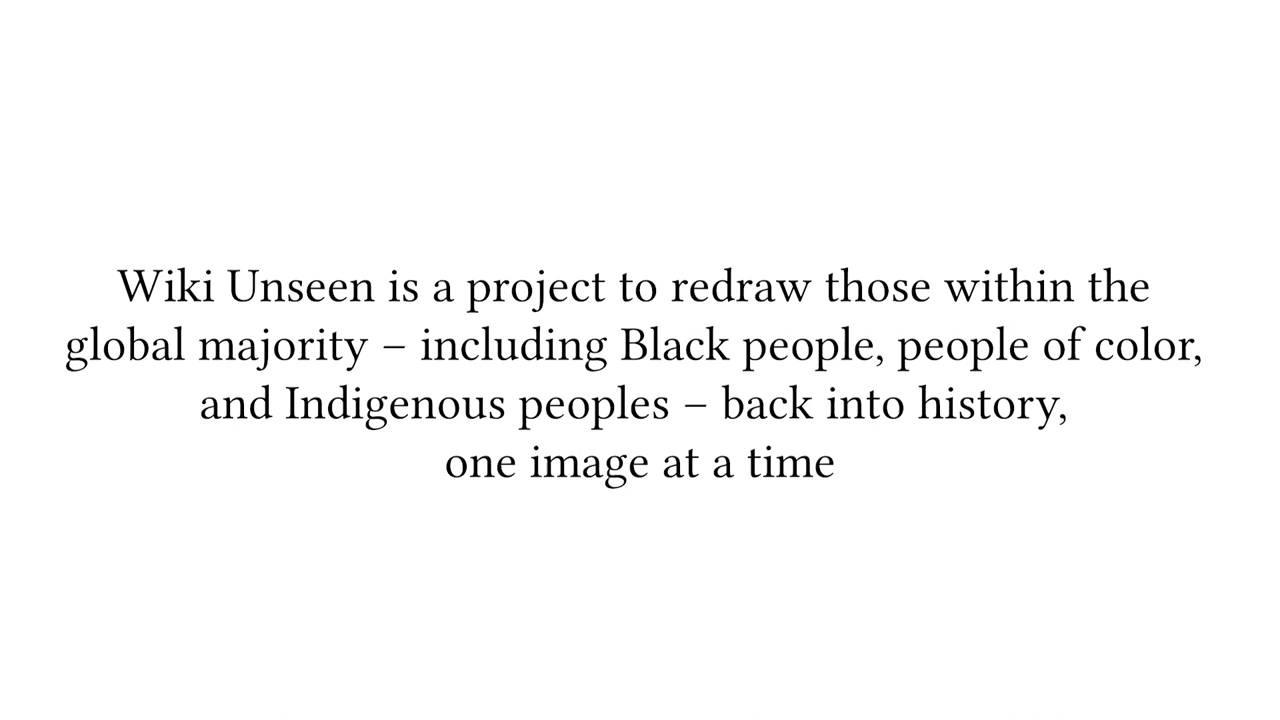 Wiki Unseen is a project to redraw those within the
global majority – including Black people, people of color,
and Indigenous peoples – back into history,
one image at a time